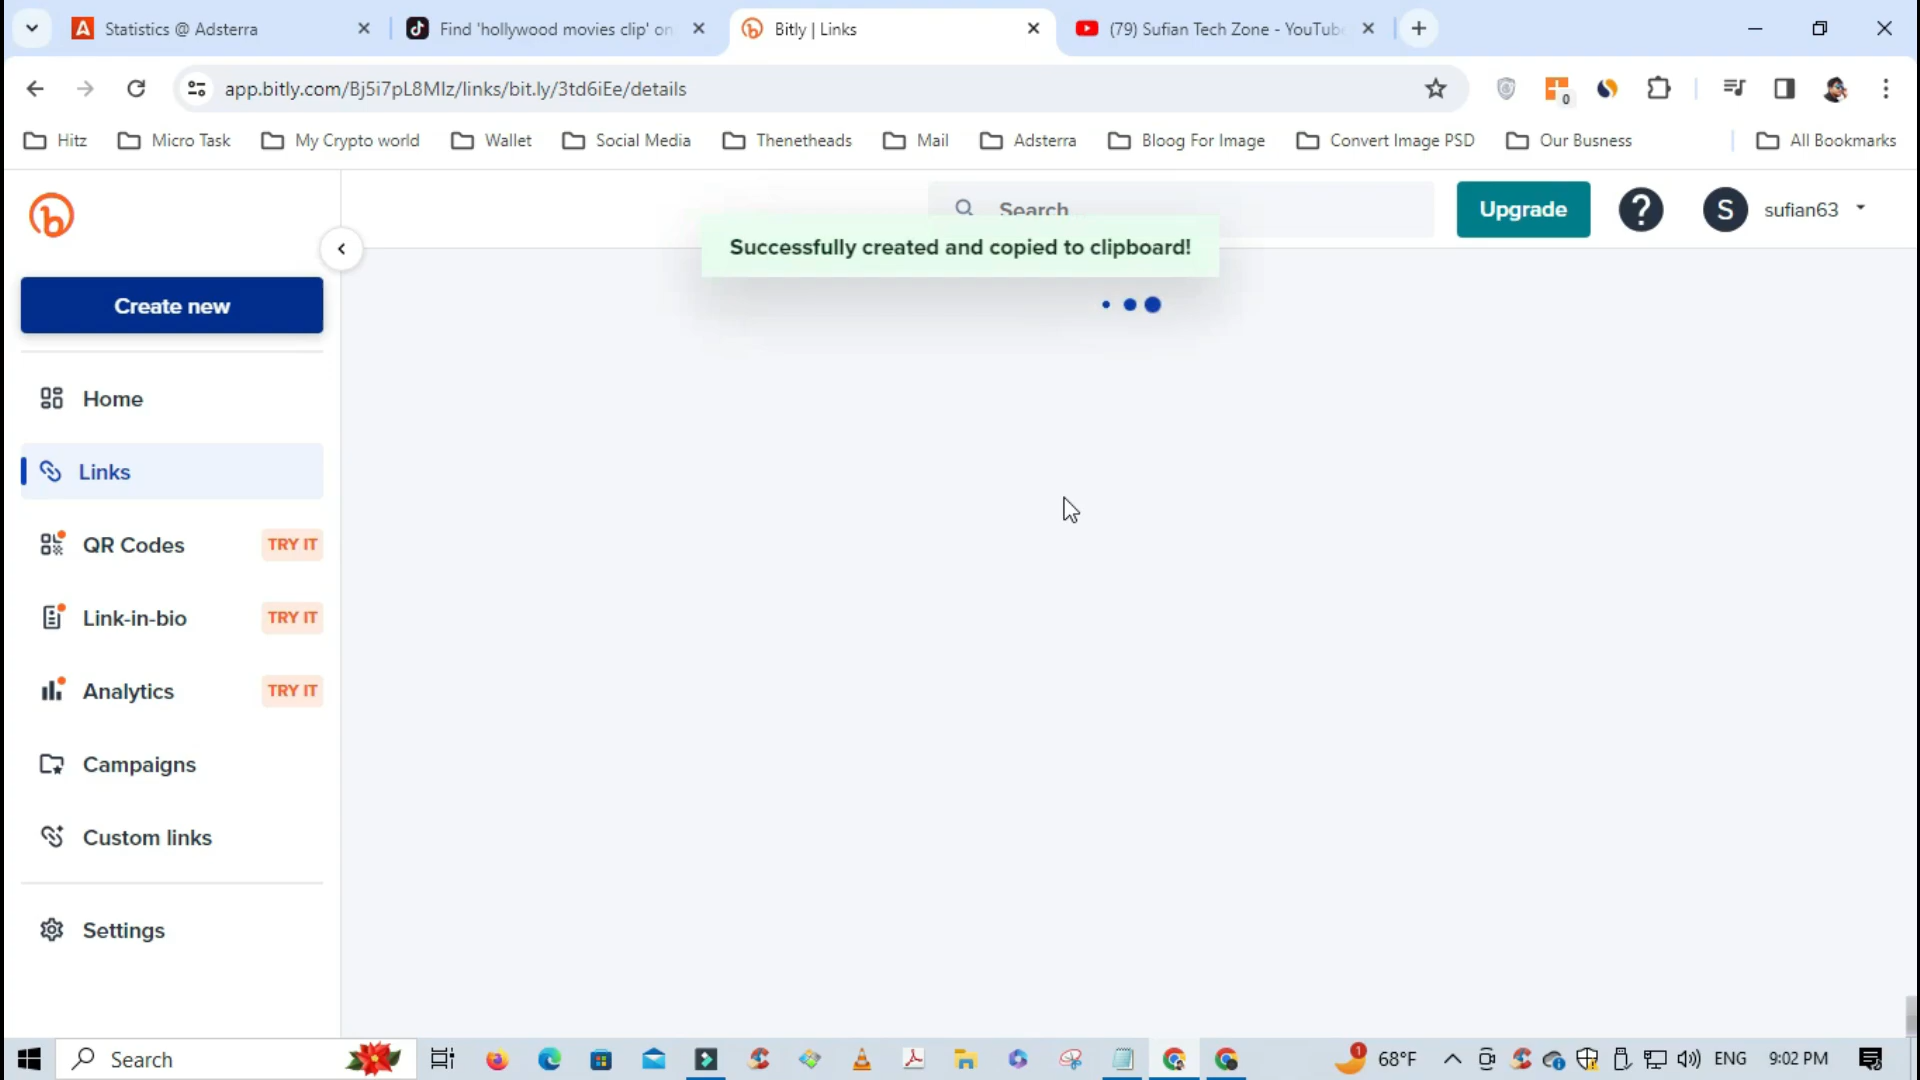 Statistics @ Adsterra
Find 'hollywood movies clip' on
Bitly | Links
(79) Sufian Tech Zone - YouTube
app.bitly.com/Bj5i7pL8MIz/links/bit.ly/3td6iEe/details
0
Hitz
Micro Task
My Crypto world
Wallet
Social Media
Thenetheads
Mail
Adsterra
Bloog For Image
Convert Image PSD
Our Busness
All Bookmarks
Search
Upgrade
?
S
sufian63
Successfully created and copied to clipboard!
Create new
Home
Links
QR Codes
TRY IT
Link-in-bio
TRY IT
Analytics
TRY IT
Campaigns
Custom links
Settings
Search
1
68°F
ENG
9:02 PM